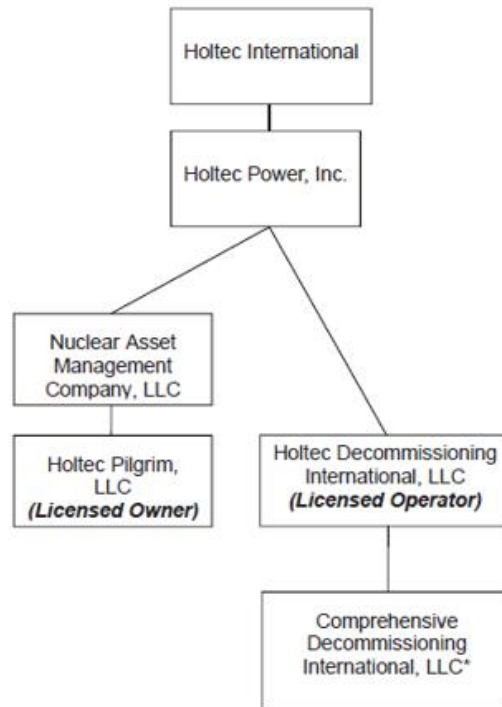 Holtec International
Holtec Power, Inc.
Nuclear Asset
Management
Company, LLC
Holtec Pilgrim,
LLC
(Licensed Owner)
Holtec Decommissioning
International, LLC
(Licensed Operator)
Comprehensive
Decommissioning
International, LLC*